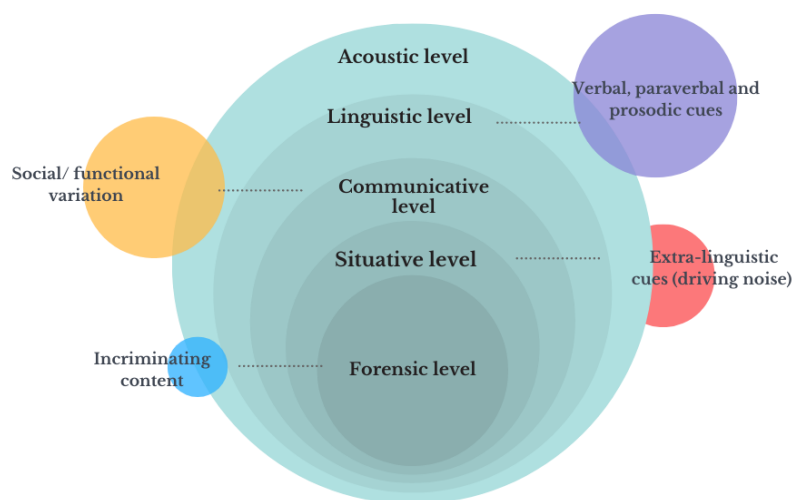 Acoustic level
Verbal, paraverbal and
prosodic cues
Linguistic level
Social/ functional
variation
Communicative
level
Situative level
Extra-linguistic
cues (driving noise)
Incriminating
content
Forensic level